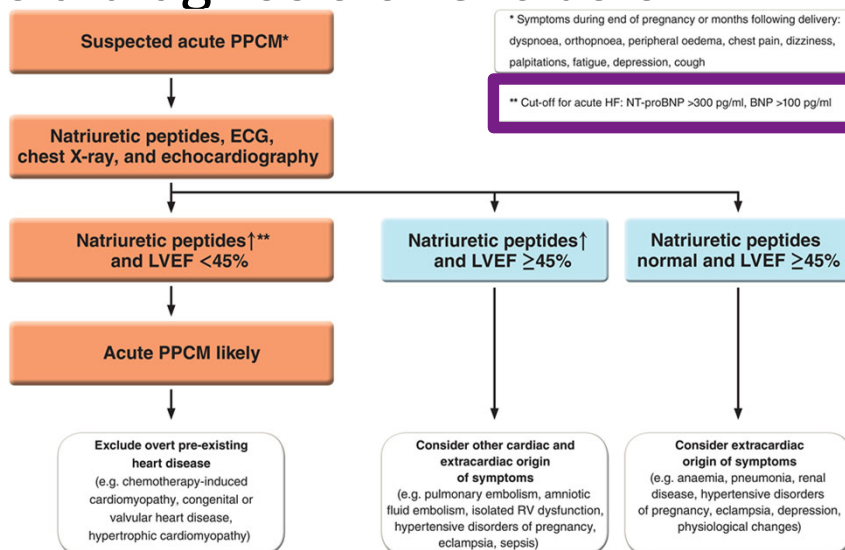 Suspected acute PPCM*
* Symptoms during end of pregnancy or months following delivery:
dyspnoea, orthopnoea, peripheral oedema, chest pain, dizziness,
palpitations, fatigue, depression, cough
** Cut-off for acute HF: NT-proBNP >300 pg/ml, BNP >100 pg/ml
Natriuretic peptides, ECG,
chest X-ray, and echocardiography
Natriuretic peptides↑**
and LVEF <45%
Natriuretic peptides↑
and LVEF ≥45%
Natriuretic peptides
normal and LVEF ≥45%
Acute PPCM likely
Exclude overt pre-existing
heart disease
(e.g. chemotherapy-induced
cardiomyopathy, congenital or
valvular heart disease,
hypertrophic cardiomyopathy)
Consider other cardiac and
extracardiac origin
of symptoms
(e.g. pulmonary embolism, amniotic
fluid embolism, isolated RV dysfunction,
hypertensive disorders of pregnancy,
eclampsia, sepsis)
Consider extracardiac
origin of symptoms
(e.g. anaemia, pneumonia, renal
disease, hypertensive disorders
of pregnancy, eclampsia, depression,
physiological changes)